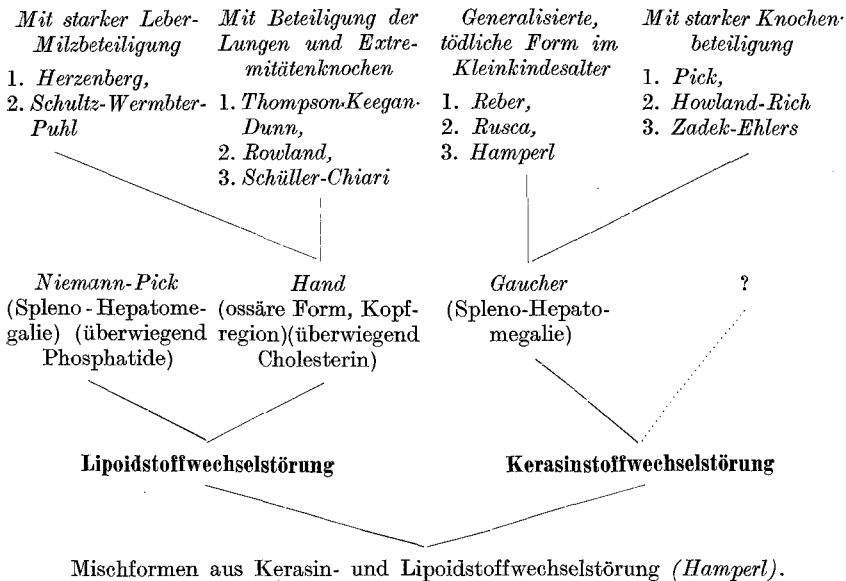 Mit starker Leber-
Milzbeteiligung
1. Herzenberg,
2. Schultz-Wermbter-
Puhl
Mit Beteiligung der
Lungen und Extre-
mitätenknochen
1. Thompson-Keegan-
Dunn,
2. Rowland,
3. Schüller-Chiari
Generalisierte,
tödliche Form im
Kleinkindesalter
1. Reber,
2. Rusca,
3. Hamperl
Mit starker Knochen-
beteiligung
1. Pick,
2. Howland-Rich
3. Zadek-Ehlers
Niemann-Pick
(Spleno-Hepatome-
galie) (überwiegend
Phosphatide)
Hand
(ossäre Form, Kopf-
region)(überwiegend
Cholesterin)
Gaucher
(Spleno-Hepato-
megalie)
?
Lipoidstoffwechselstörung
Kerasinstoffwechselstörung
Mischformen aus Kerasin- und Lipoidstoffwechselstörung (Hamperl).